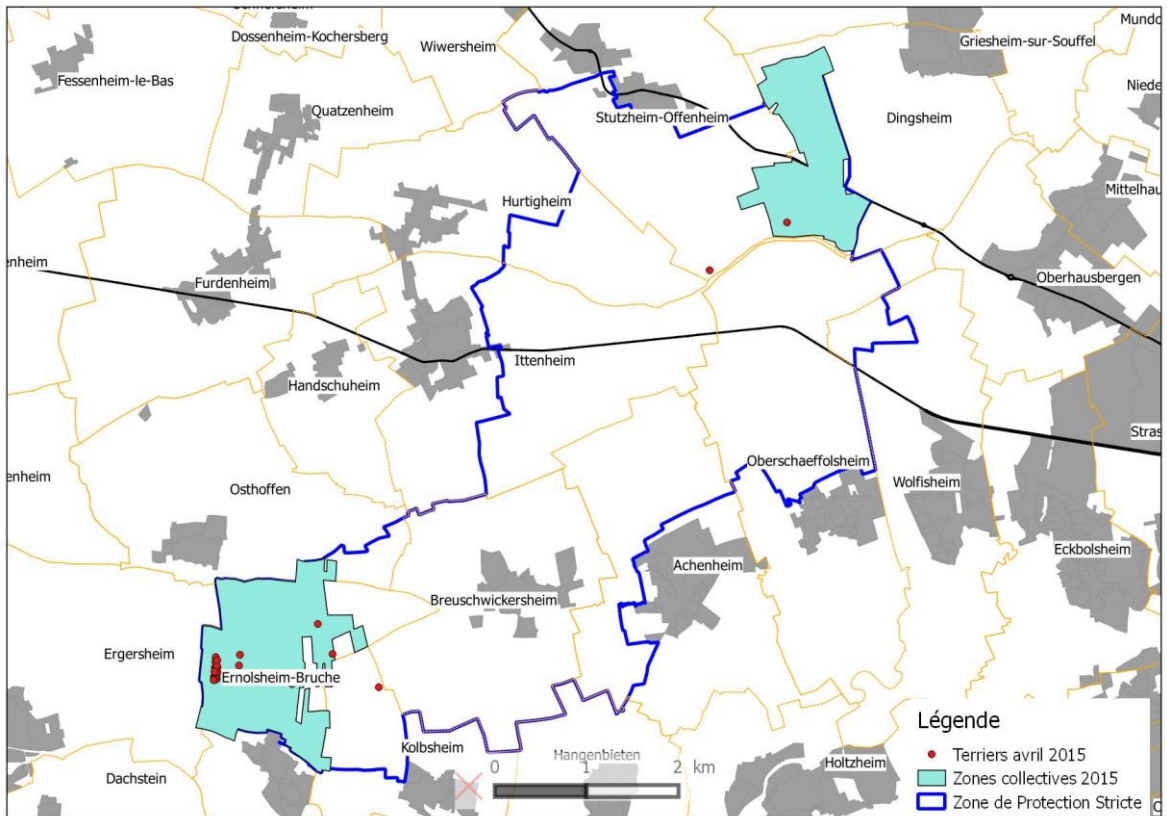 Dossenheim-Kochersberg
Wiwersheim
Griesheim-sur-Souffel
Fessenheim-le-Bas
Quatzenheim
Stutzheim-Offenheim
Dingsheim
Hurtigheim
Furdenheim
Oberhausbergen
Ittenheim
Handschuheim
Oberschaeffolsheim
Wolfisheim
Osthoffen
Eckbolsheim
Achenheim
Breuschwickersheim
Ergersheim
Ernolsheim-Bruche
Kolbsheim
Hangenbieten
Holtzheim
Dachstein
0 1 2 km
Légende
Terriers avril 2015
Zones collectives 2015
Zone de Protection Stricte